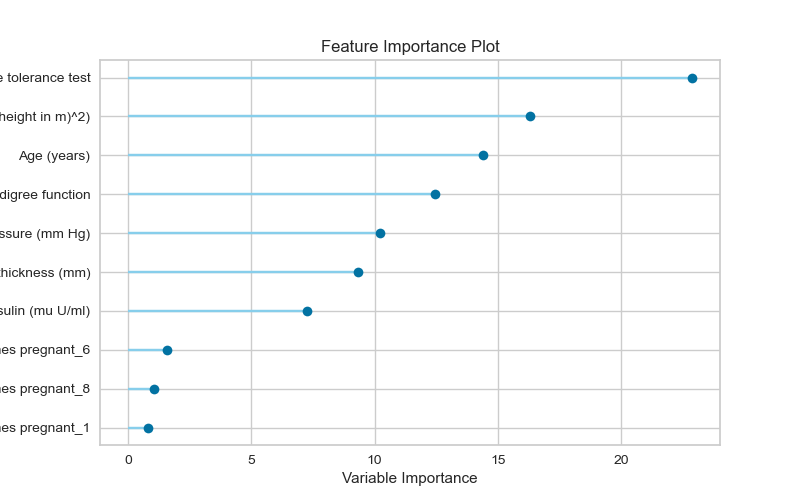 Feature Importance Plot
e tolerance test
height in m)^2)
Age (years)
digree function
ssure (mm Hg)
thickness (mm)
sulin (mu U/ml)
nes pregnant_6
nes pregnant_8
nes pregnant_1
0 5 10 15 20
Variable Importance